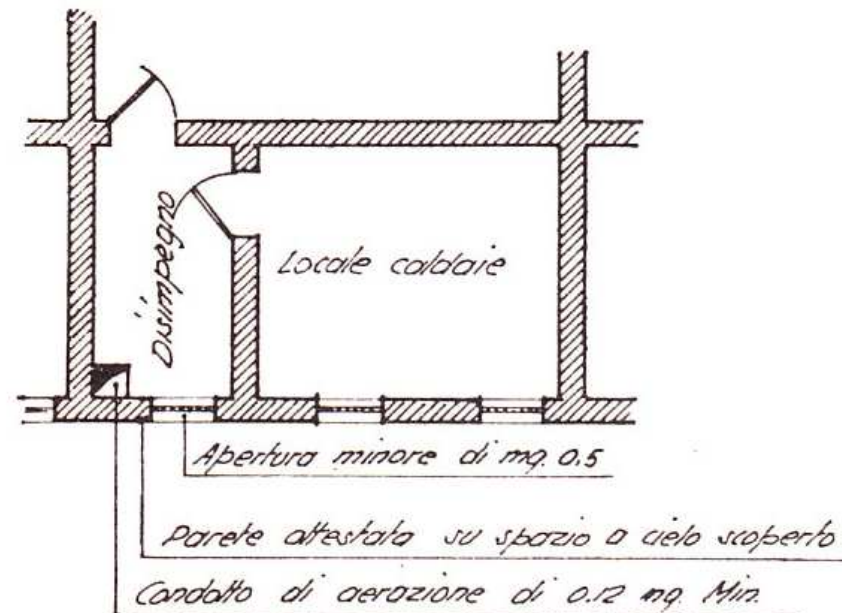 Disimpegno
Locale caldaie
Apertura minore di mq. 0.5
Parete attestata su spazio a cielo scoperto
Condotto di aerazione di 0.12 mq. Min.